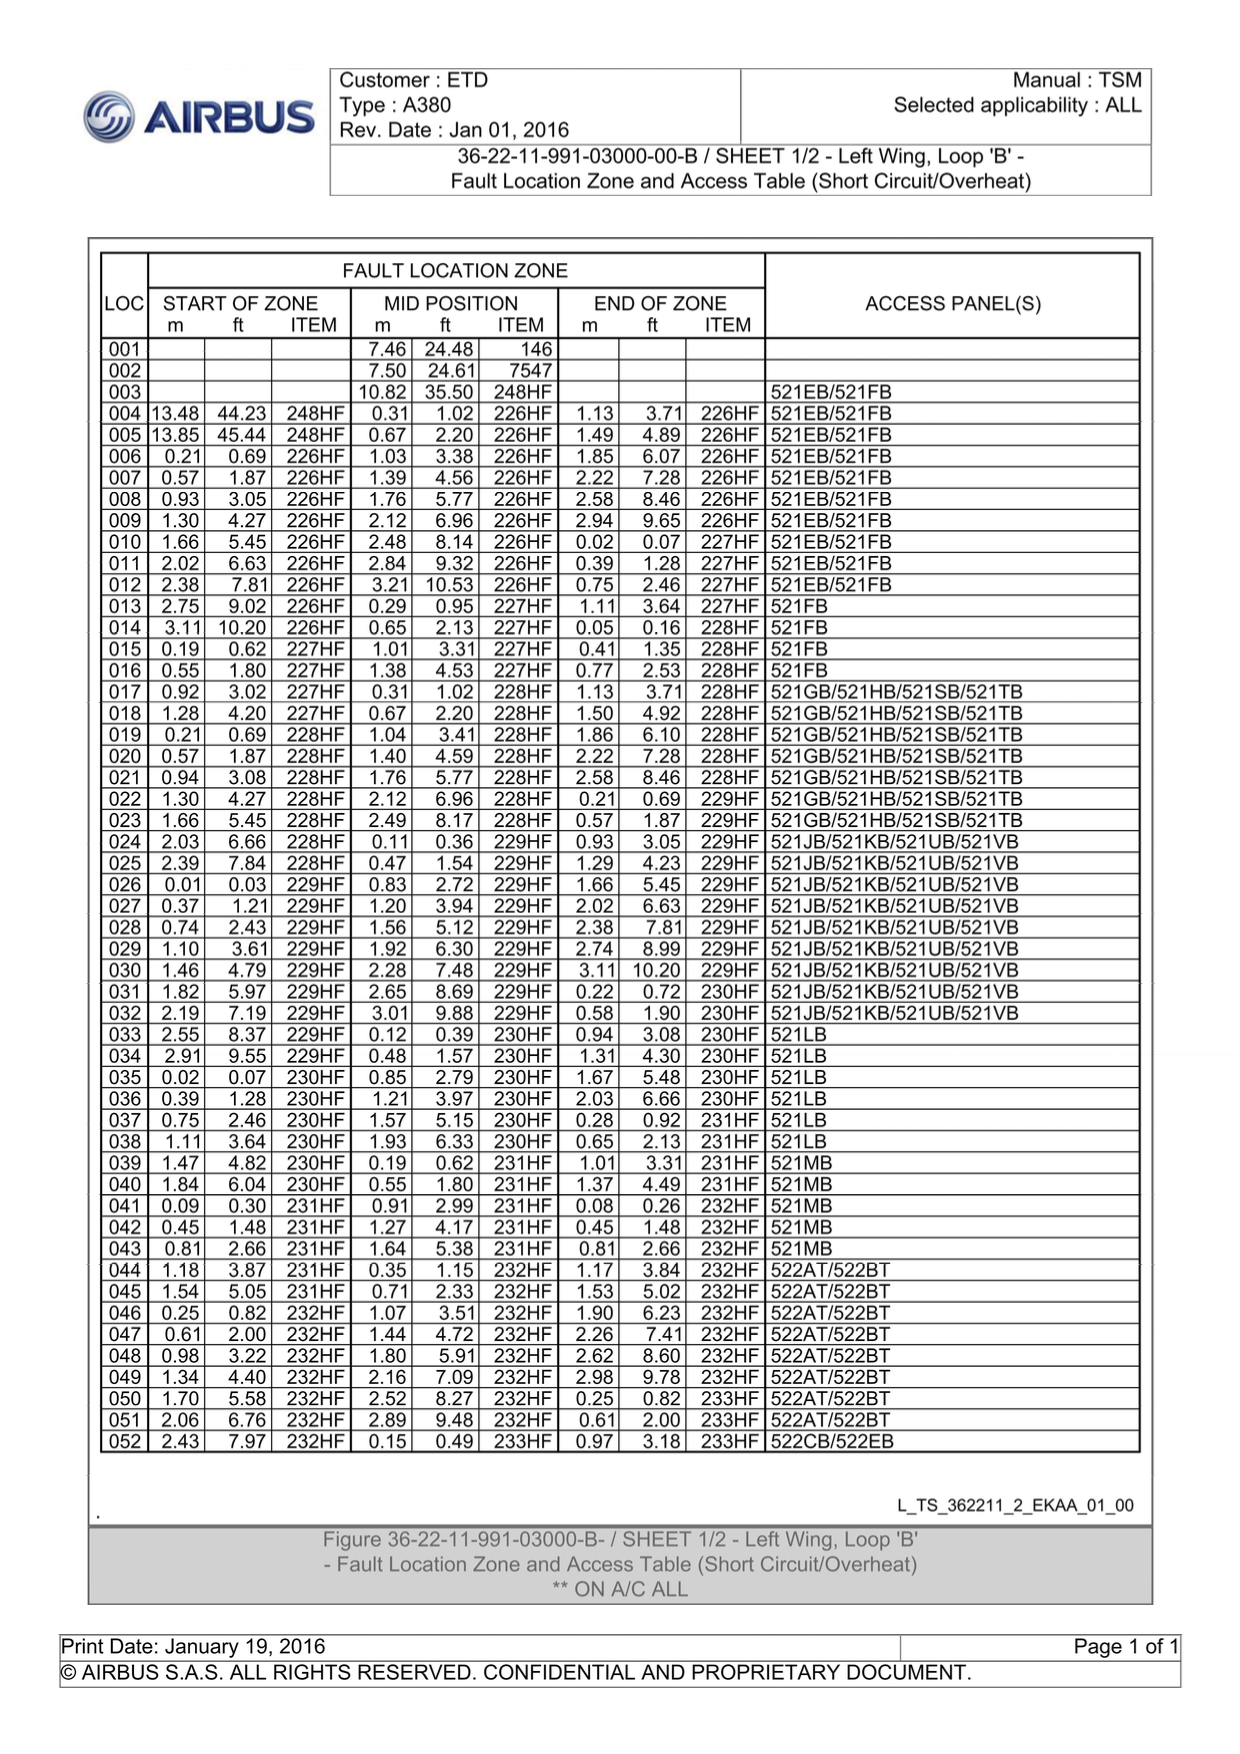 AIRBUS
Customer : ETD
Type : A380
Rev. Date : Jan 01, 2016
Manual : TSM
Selected applicability : ALL
36-22-11-991-03000-00-B / SHEET 1/2 - Left Wing, Loop 'B' -
Fault Location Zone and Access Table (Short Circuit/Overheat)
FAULT LOCATION ZONE
LOC START OF ZONE MID POSITION END OF ZONE ACCESS PANEL(S)
m ft ITEM m ft ITEM m ft ITEM
001 7.46 24.48 146
002 7.50 24.61 7547
003 10.82 35.50 248HF 521EB/521FB
004 13.48 44.23 248HF 0.31 1.02 226HF 1.13 3.71 226HF 521EB/521FB
005 13.85 45.44 248HF 0.67 2.20 226HF 1.49 4.89 226HF 521EB/521FB
006 0.21 0.69 226HF 1.03 3.38 226HF 1.85 6.07 226HF 521EB/521FB
007 0.57 1.87 226HF 1.39 4.56 226HF 2.22 7.28 226HF 521EB/521FB
008 0.93 3.05 226HF 1.76 5.77 226HF 2.58 8.46 226HF 521EB/521FB
009 1.30 4.27 226HF 2.12 6.96 226HF 2.94 9.65 226HF 521EB/521FB
010 1.66 5.45 226HF 2.48 8.14 226HF 0.02 0.07 227HF 521EB/521FB
011 2.02 6.63 226HF 2.84 9.32 226HF 0.39 1.28 227HF 521EB/521FB
012 2.38 7.81 226HF 3.21 10.53 226HF 0.75 2.46 227HF 521EB/521FB
013 2.75 9.02 226HF 0.29 0.95 227HF 1.11 3.64 227HF 521FB
014 3.11 10.20 226HF 0.65 2.13 227HF 0.05 0.16 228HF 521FB
015 0.19 0.62 227HF 1.01 3.31 227HF 0.41 1.35 228HF 521FB
016 0.55 1.80 227HF 1.38 4.53 227HF 0.77 2.53 228HF 521FB
017 0.92 3.02 227HF 0.31 1.02 228HF 1.13 3.71 228HF 521GB/521HB/521SB/521TB
018 1.28 4.20 227HF 0.67 2.20 228HF 1.50 4.92 228HF 521GB/521HB/521SB/521TB
019 0.21 0.69 228HF 1.04 3.41 228HF 1.86 6.10 228HF 521GB/521HB/521SB/521TB
020 0.57 1.87 228HF 1.40 4.59 228HF 2.22 7.28 228HF 521GB/521HB/521SB/521TB
021 0.94 3.08 228HF 1.76 5.77 228HF 2.58 8.46 228HF 521GB/521HB/521SB/521TB
022 1.30 4.27 228HF 2.12 6.96 228HF 0.21 0.69 229HF 521GB/521HB/521SB/521TB
023 1.66 5.45 228HF 2.49 8.17 228HF 0.57 1.87 229HF 521GB/521HB/521SB/521TB
024 2.03 6.66 228HF 0.11 0.36 229HF 0.93 3.05 229HF 521JB/521KB/521UB/521VB
025 2.39 7.84 228HF 0.47 1.54 229HF 1.29 4.23 229HF 521JB/521KB/521UB/521VB
026 0.01 0.03 229HF 0.83 2.72 229HF 1.66 5.45 229HF 521JB/521KB/521UB/521VB
027 0.37 1.21 229HF 1.20 3.94 229HF 2.02 6.63 229HF 521JB/521KB/521UB/521VB
028 0.74 2.43 229HF 1.56 5.12 229HF 2.38 7.81 229HF 521JB/521KB/521UB/521VB
029 1.10 3.61 229HF 1.92 6.30 229HF 2.74 8.99 229HF 521JB/521KB/521UB/521VB
030 1.46 4.79 229HF 2.28 7.48 229HF 3.11 10.20 229HF 521JB/521KB/521UB/521VB
031 1.82 5.97 229HF 2.65 8.69 229HF 0.22 0.72 230HF 521JB/521KB/521UB/521VB
032 2.19 7.19 229HF 3.01 9.88 229HF 0.58 1.90 230HF 521JB/521KB/521UB/521VB
033 2.55 8.37 229HF 0.12 0.39 230HF 0.94 3.08 230HF 521LB
034 2.91 9.55 229HF 0.48 1.57 230HF 1.31 4.30 230HF 521LB
035 0.02 0.07 230HF 0.85 2.79 230HF 1.67 5.48 230HF 521LB
036 0.39 1.28 230HF 1.21 3.97 230HF 2.03 6.66 230HF 521LB
037 0.75 2.46 230HF 1.57 5.15 230HF 0.28 0.92 231HF 521LB
038 1.11 3.64 230HF 1.93 6.33 230HF 0.65 2.13 231HF 521LB
039 1.47 4.82 230HF 0.19 0.62 231HF 1.01 3.31 231HF 521MB
040 1.84 6.04 230HF 0.55 1.80 231HF 1.37 4.49 231HF 521MB
041 0.09 0.30 231HF 0.91 2.99 231HF 0.08 0.26 232HF 521MB
042 0.45 1.48 231HF 1.27 4.17 231HF 0.45 1.48 232HF 521MB
043 0.81 2.66 231HF 1.64 5.38 231HF 0.81 2.66 232HF 521MB
044 1.18 3.87 231HF 0.35 1.15 232HF 1.17 3.84 232HF 522AT/522BT
045 1.54 5.05 231HF 0.71 2.33 232HF 1.53 5.02 232HF 522AT/522BT
046 0.25 0.82 232HF 1.07 3.51 232HF 1.90 6.23 232HF 522AT/522BT
047 0.61 2.00 232HF 1.44 4.72 232HF 2.26 7.41 232HF 522AT/522BT
048 0.98 3.22 232HF 1.80 5.91 232HF 2.62 8.60 232HF 522AT/522BT
049 1.34 4.40 232HF 2.16 7.09 232HF 2.98 9.78 232HF 522AT/522BT
050 1.70 5.58 232HF 2.52 8.27 232HF 0.25 0.82 233HF 522AT/522BT
051 2.06 6.76 232HF 2.89 9.48 232HF 0.61 2.00 233HF 522AT/522BT
052 2.43 7.97 232HF 0.15 0.49 233HF 0.97 3.18 233HF 522CB/522EB
L_TS_362211_2_EKAA_01_00
.
Figure 36-22-11-991-03000-B- / SHEET 1/2 - Left Wing, Loop 'B'
- Fault Location Zone and Access Table (Short Circuit/Overheat)
** ON A/C ALL
Print Date: January 19, 2016 Page 1 of 1
© AIRBUS S.A.S. ALL RIGHTS RESERVED. CONFIDENTIAL AND PROPRIETARY DOCUMENT.